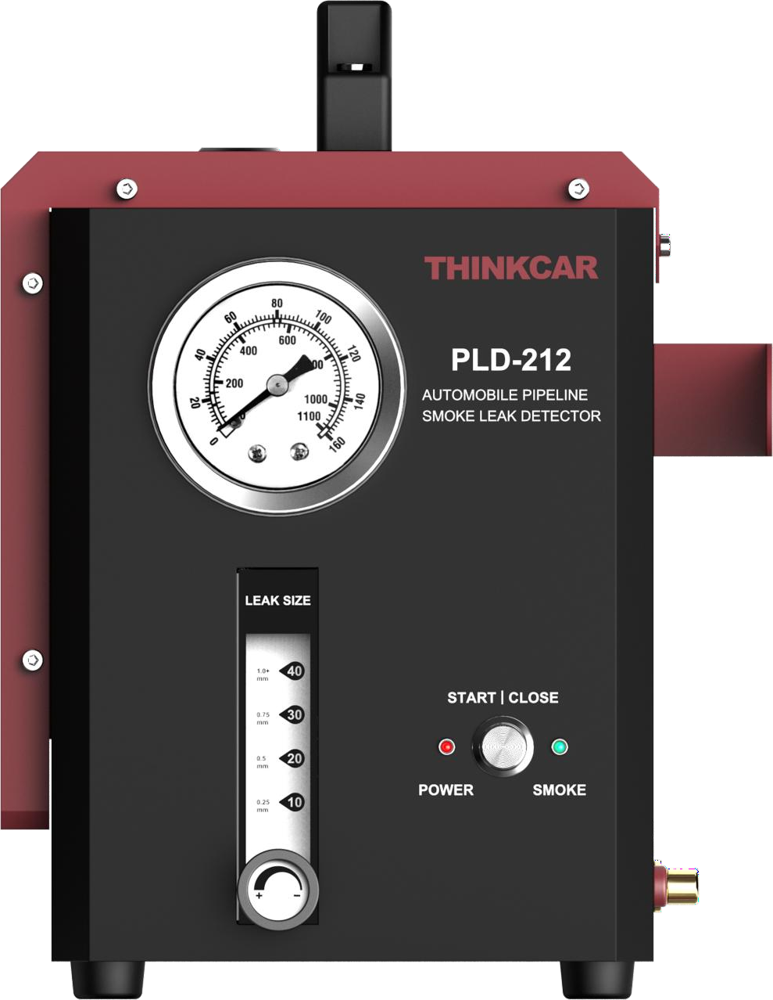 THINKCAR
PLD-212
AUTOMOBILE PIPELINE
SMOKE LEAK DETECTOR
0
20
40
60
80
100
120
140
160
200
400
600
1000
1100
LEAK SIZE
1.0+
mm
40
0.75
mm
30
0.5
mm
20
0.25
mm
10
+ −
START | CLOSE
POWER
SMOKE